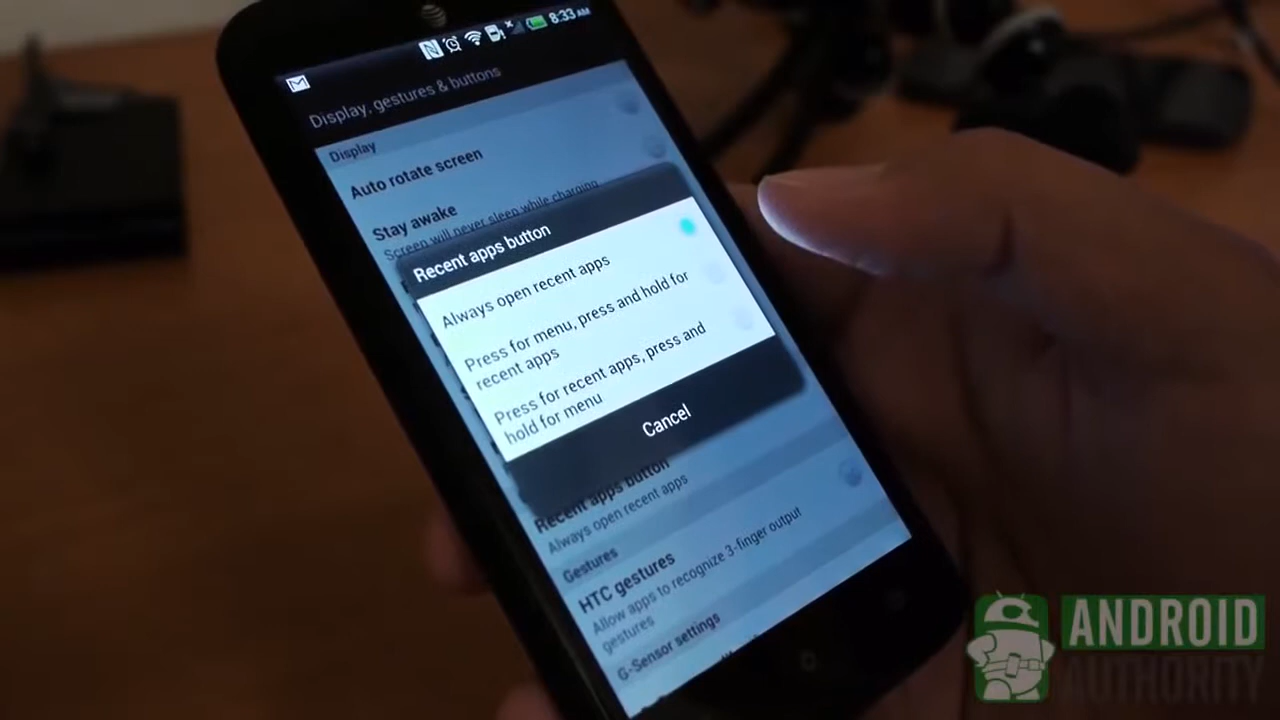 8:33AM
Display, gestures & buttons
Display
Auto rotate screen
Stay awake
Screen will never sleep while charging
Recent apps button
Always open recent apps
Press for menu, press and hold for
recent apps
Press for recent apps, press and
hold for menu
Cancel
Recent apps button
Always open recent apps
Gestures
HTC gestures
Allow apps to recognize 3-finger output
gestures
G-Sensor settings
ANDROID
AUTHORITY